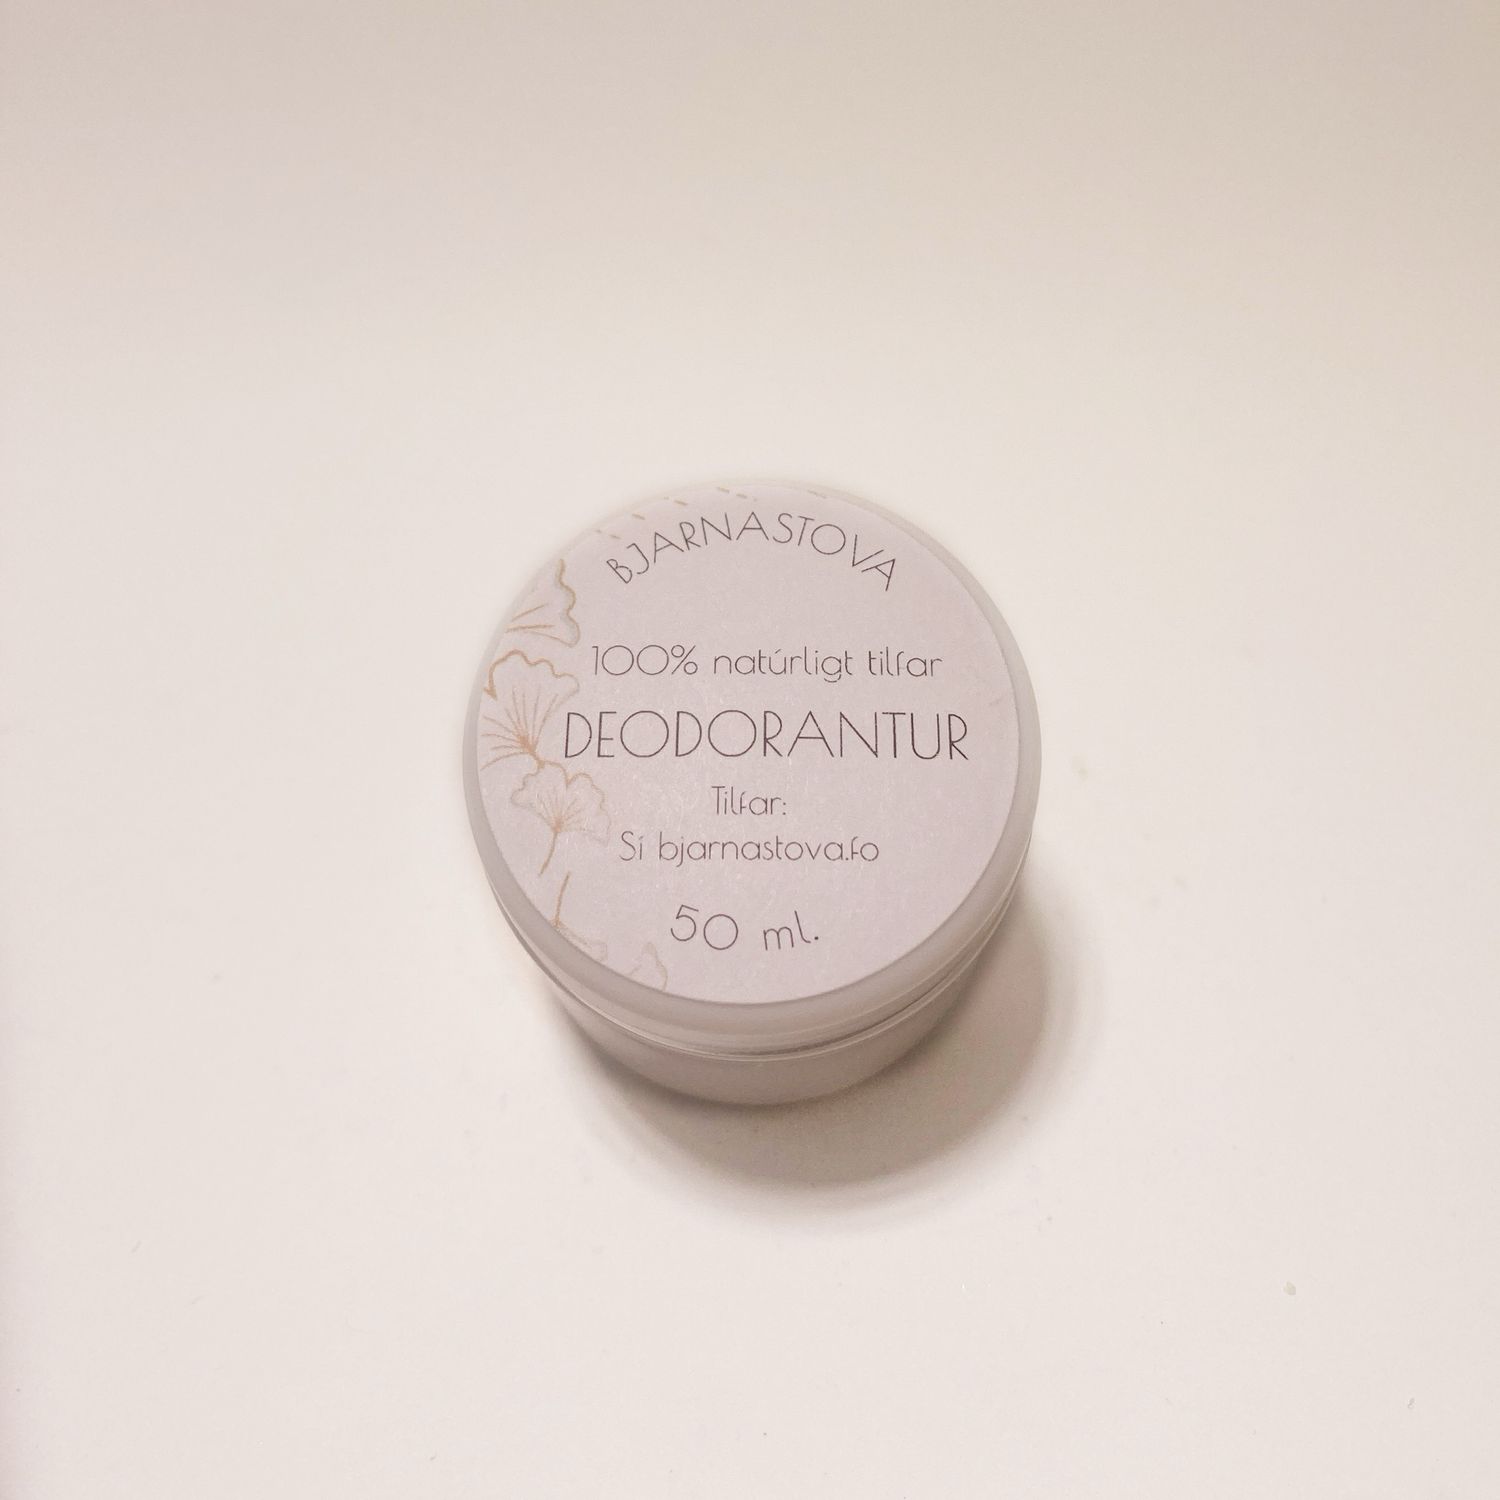 BJARNASTOVA
100% natúrligt tilfar
DEODORANTUR
Tilfar:
Sí bjarnastova.fo
50 ml.